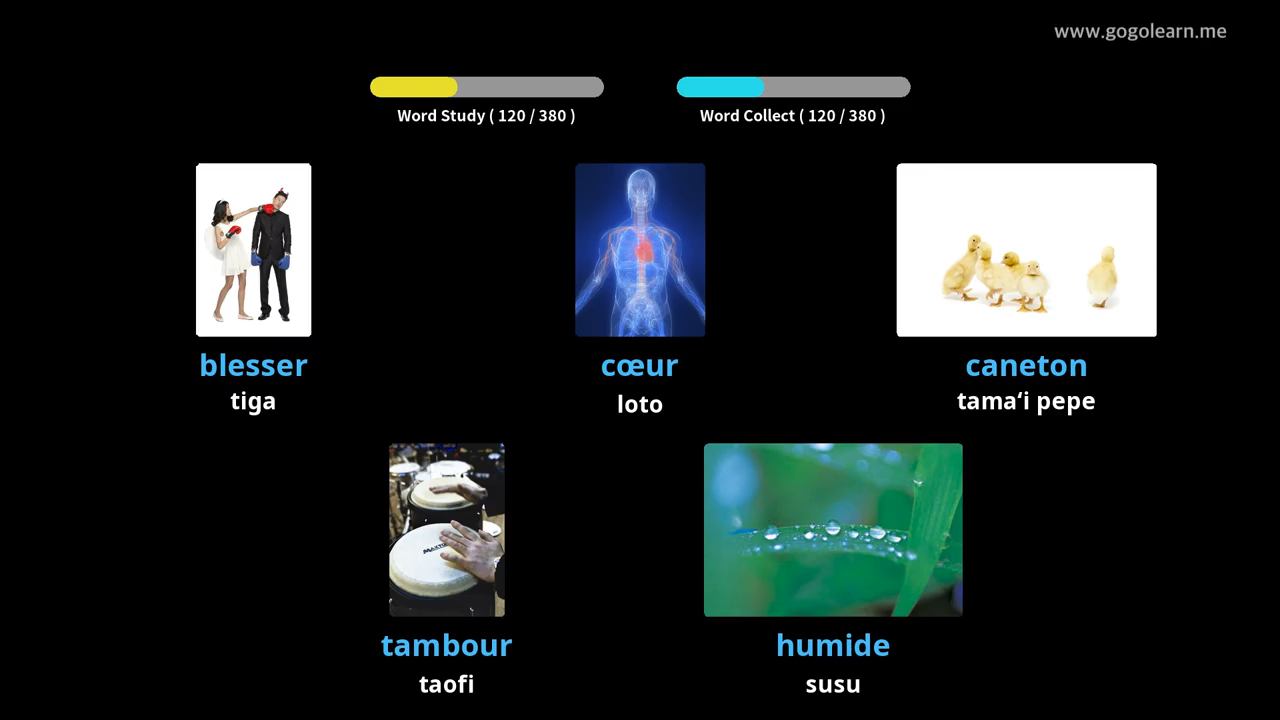 www.gogolearn.me
Word Study ( 120 / 380 )
Word Collect ( 120 / 380 )
blesser
tiga
cœur
loto
caneton
tamaʻi pepe
tambour
taofi
humide
susu